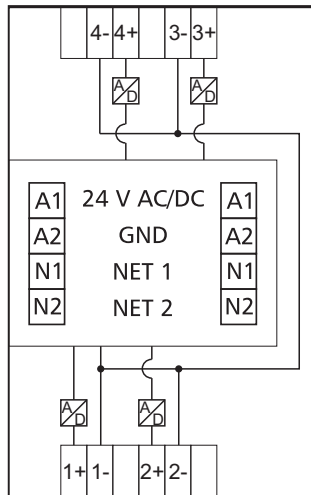 4- 4+ 3- 3+
A/D A/D
A1 24 V AC/DC A1
A2 GND A2
N1 NET 1 N1
N2 NET 2 N2
A/D A/D
1+ 1- 2+ 2-